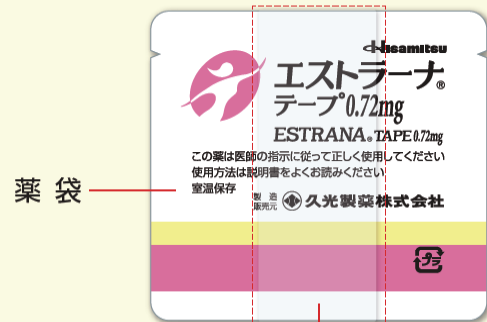 Hisamitsu
エストラーナ®
テープ0.72mg
ESTRANA® TAPE 0.72mg
この薬は医師の指示に従って正しく使用してください
使用方法は説明書をよくお読みください
室温保存
製造
販売元 久光製薬株式会社
プラ
薬袋